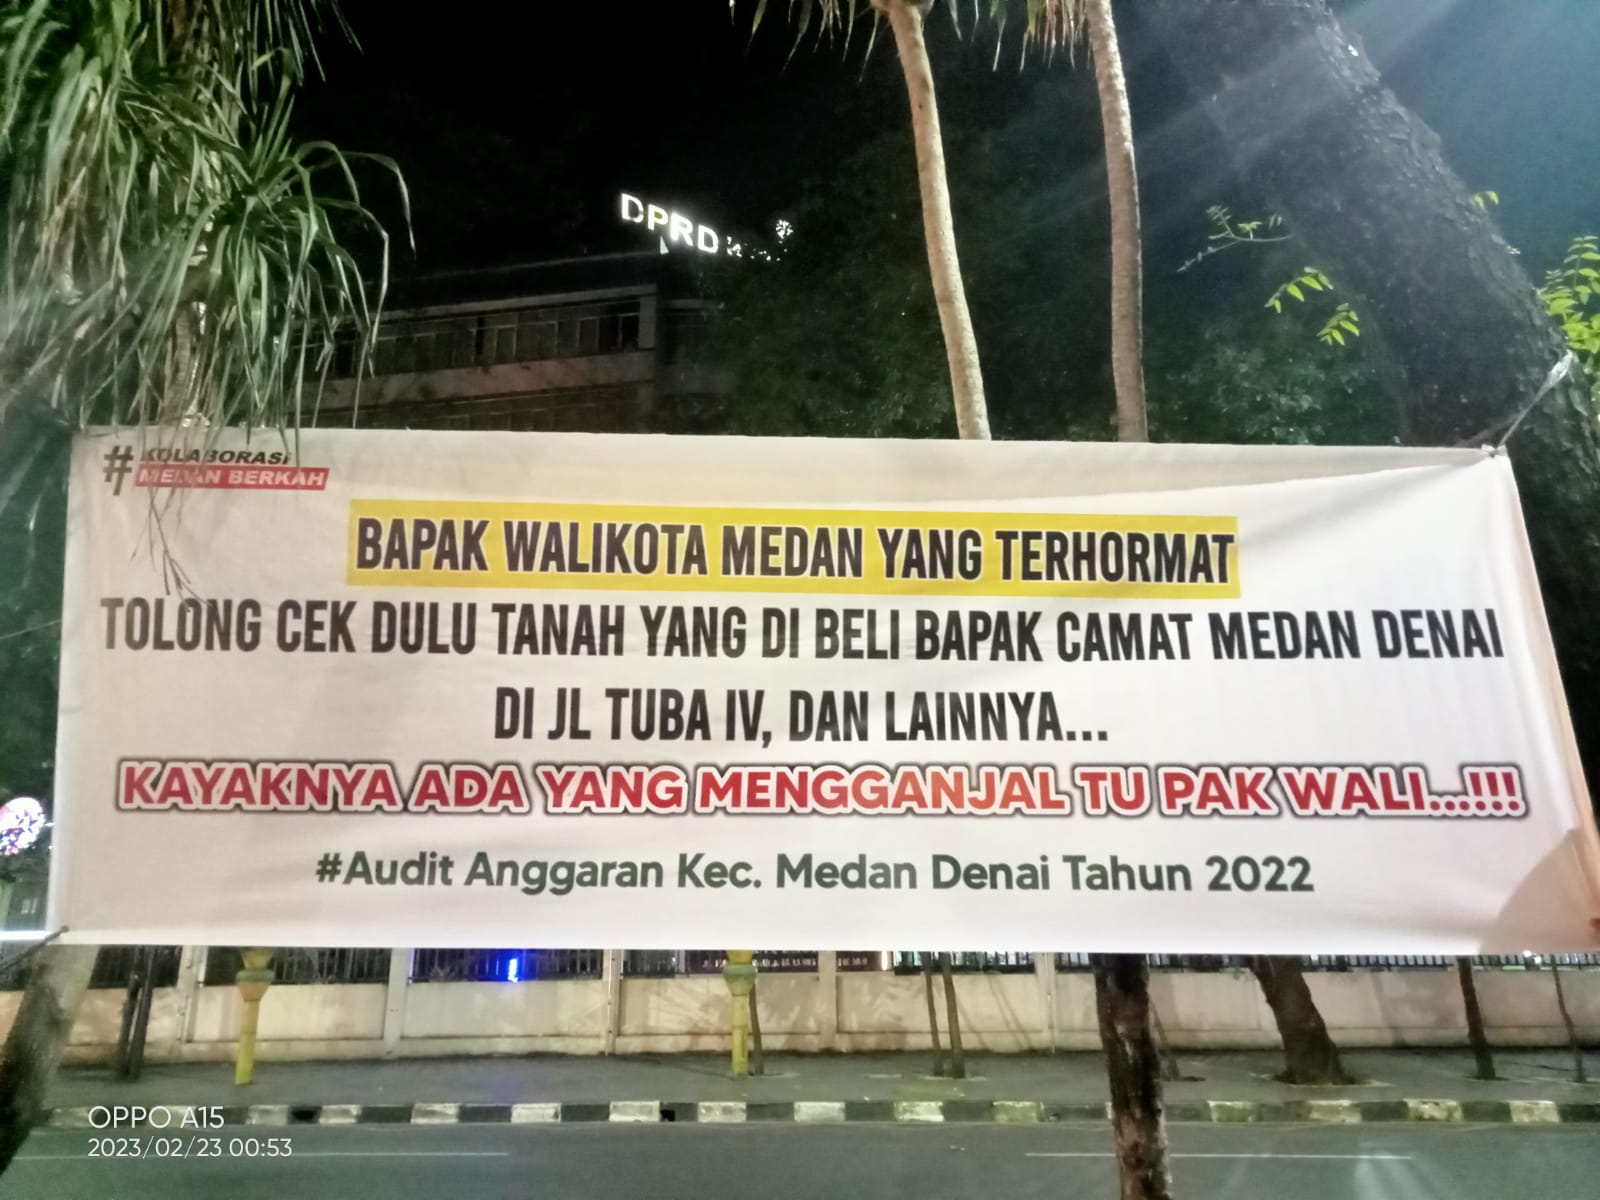 DPRD
#KOLABORASI
MEDAN BERKAH
BAPAK WALIKOTA MEDAN YANG TERHORMAT
TOLONG CEK DULU TANAH YANG DI BELI BAPAK CAMAT MEDAN DENAI
DI JL TUBA IV, DAN LAINNYA...
KAYAKNYA ADA YANG MENGGANJAL TU PAK WALI...!!!
#Audit Anggaran Kec. Medan Denai Tahun 2022
OPPO A15
2023/02/23 00:53